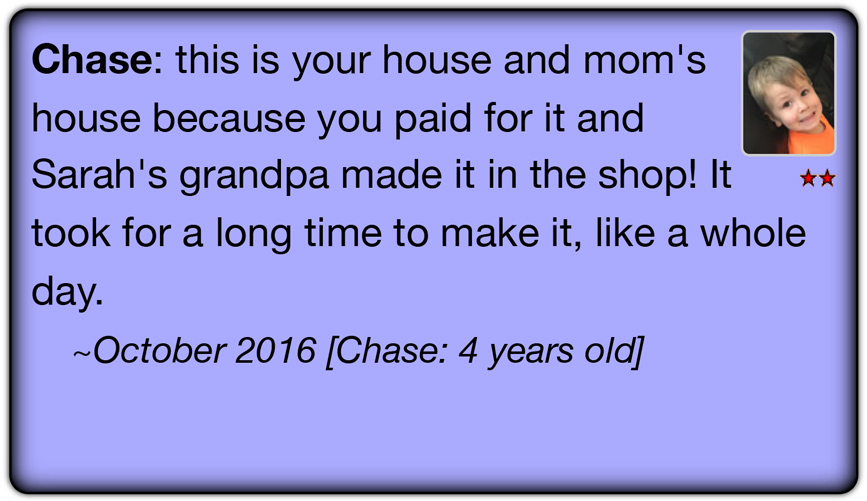 Chase: this is your house and mom's
house because you paid for it and
Sarah's grandpa made it in the shop! It
took for a long time to make it, like a whole
day.
~October 2016 [Chase: 4 years old]